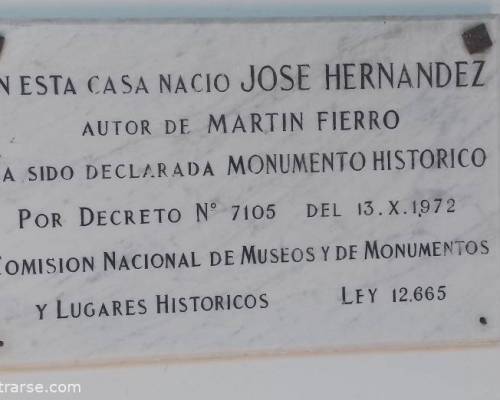 N ESTA CASA NACIO JOSE HERNANDEZ
AUTOR DE MARTIN FIERRO
A SIDO DECLARADA MONUMENTO HISTORICO
POR DECRETO N° 7105 DEL 13.X.1972
COMISION NACIONAL DE MUSEOS Y DE MONUMENTOS
Y LUGARES HISTORICOS LEY 12.665
trarse.com